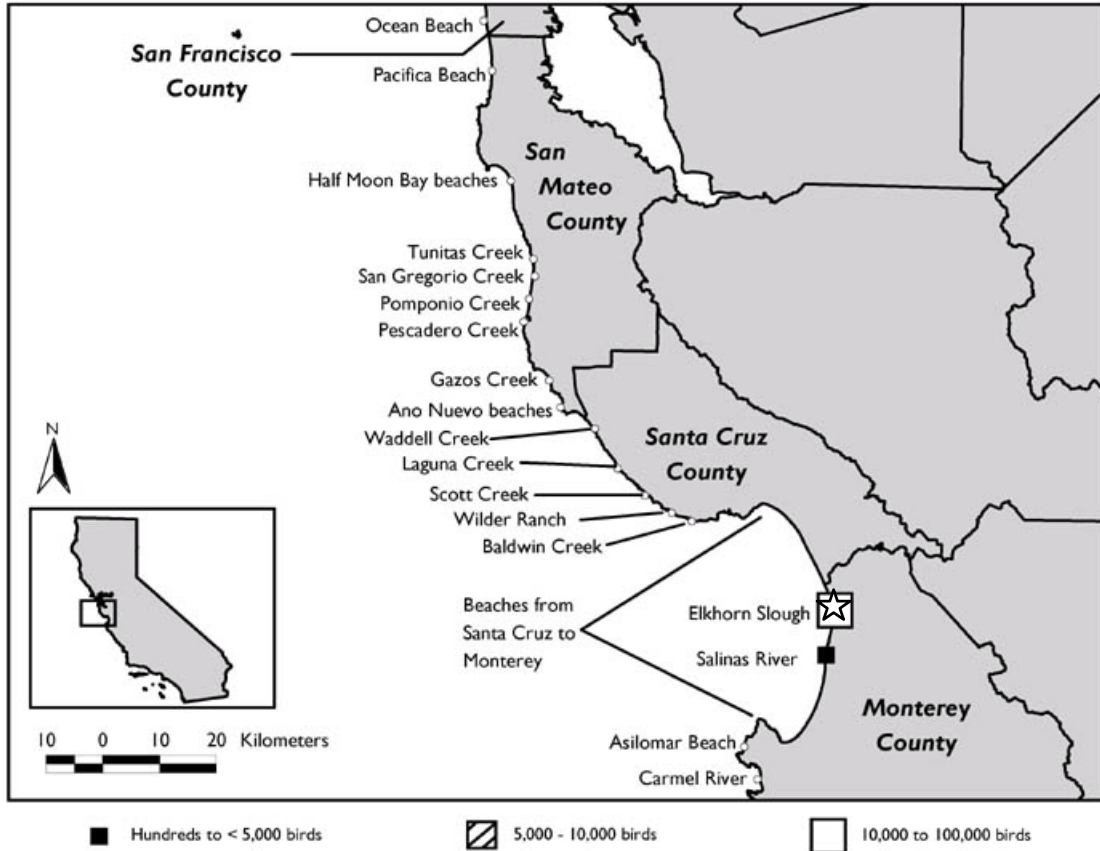 Ocean Beach
San Francisco
County
Pacifica Beach
San
Mateo
County
Half Moon Bay beaches
Tunitas Creek
San Gregorio Creek
Pomponio Creek
Pescadero Creek
Gazos Creek
Ano Nuevo beaches
Waddell Creek
Santa Cruz
County
Laguna Creek
Scott Creek
Wilder Ranch
Baldwin Creek
N
Beaches from
Santa Cruz to
Monterey
Elkhorn Slough
Salinas River
Monterey
County
Asilomar Beach
Carmel River
10 0 10 20 Kilometers
Hundreds to < 5,000 birds
5,000 - 10,000 birds
10,000 to 100,000 birds